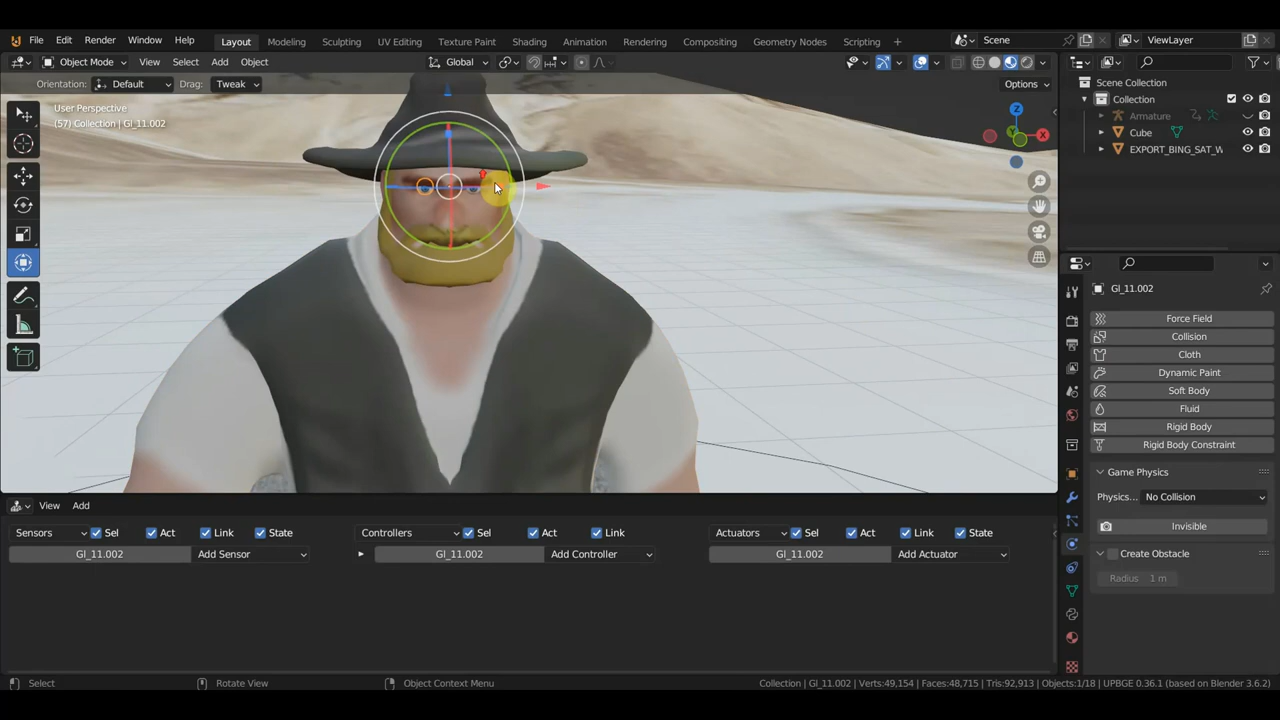 File Edit Render Window Help Layout Modeling Sculpting UV Editing Texture Paint Shading Animation Rendering Compositing Geometry Nodes Scripting + Scene ViewLayer
Object Mode View Select Add Object Global
Orientation: Default Drag: Tweak Options
User Perspective
(57) Collection | Gl_11.002
Z
X
Y
Scene Collection
Collection
Armature
Cube
EXPORT_BING_SAT_W
Gl_11.002
Force Field
Collision
Cloth
Dynamic Paint
Soft Body
Fluid
Rigid Body
Rigid Body Constraint
Game Physics
Physics... No Collision
Invisible
Create Obstacle
Radius 1 m
View Add
Sensors Sel Act Link State Controllers Sel Act Link Actuators Sel Act Link State
Gl_11.002 Add Sensor Gl_11.002 Add Controller Gl_11.002 Add Actuator
Select Rotate View Object Context Menu Collection | Gl_11.002 | Verts:49,154 | Faces:48,715 | Tris:92,913 | Objects:1/18 | UPBGE 0.36.1 (based on Blender 3.6.2)